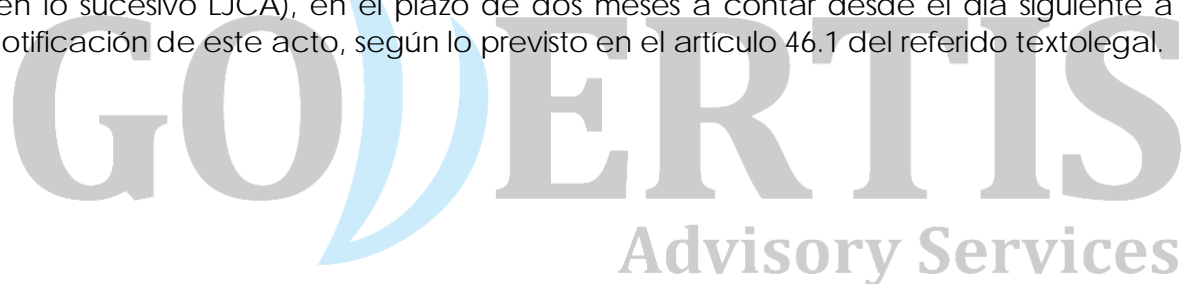 en lo sucesivo LJCA), en el plazo de dos meses a contar desde el día siguiente a
otificación de este acto, según lo previsto en el artículo 46.1 del referido textolegal.
GOVERTIS
Advisory Services